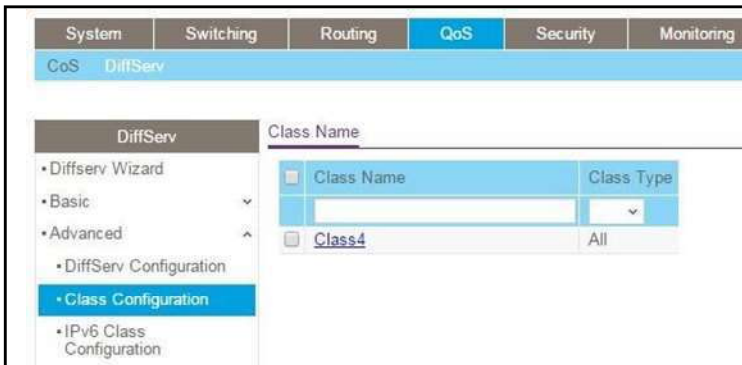 System Switching Routing QoS Security Monitoring
CoS DiffServ
DiffServ
Class Name
Diffserv Wizard
Class Name Class Type
Basic
Advanced
Class4 All
DiffServ Configuration
Class Configuration
IPv6 Class
Configuration